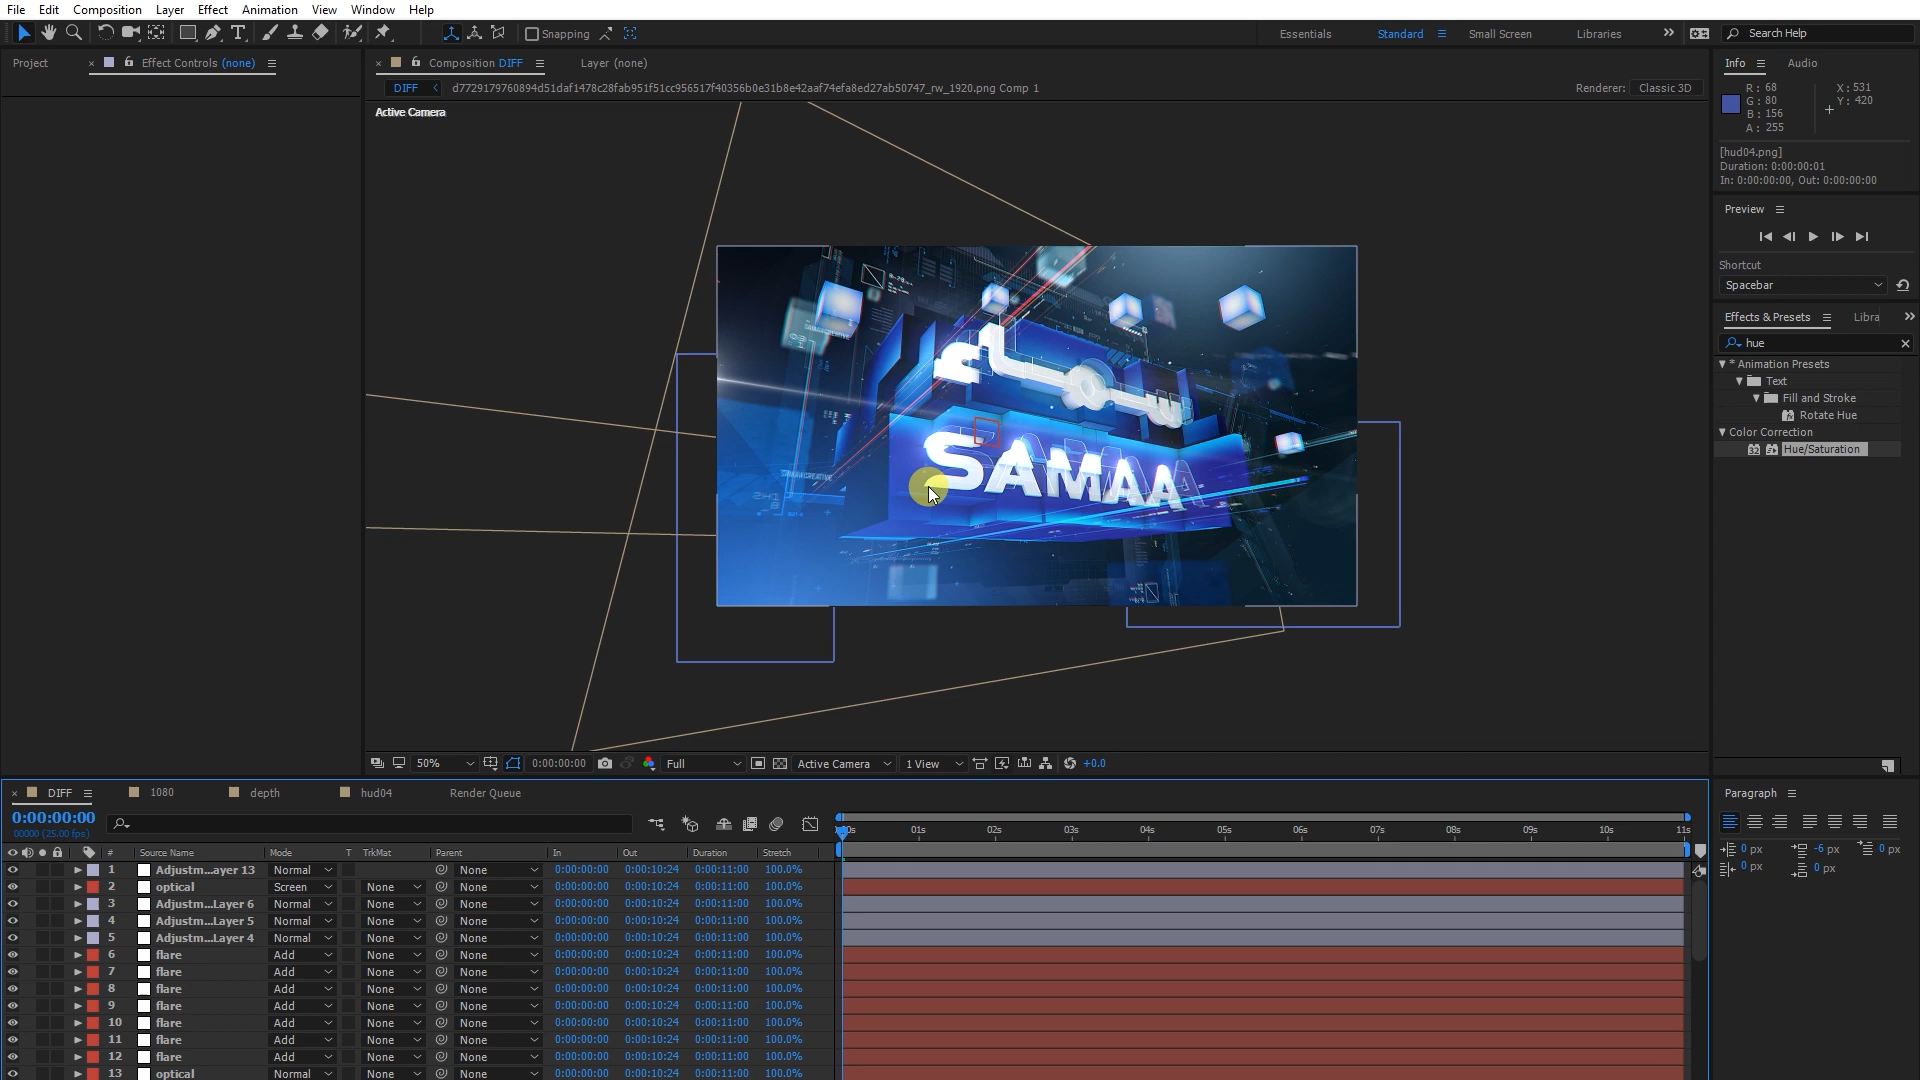 File Edit Composition Layer Effect Animation View Window Help
Snapping
Essentials Standard Small Screen Libraries Search Help
Project
Effect Controls (none)
Composition DIFF
Layer (none)
DIFF d7729179760894d51daf1478c28fab951f51cc956517f40356b0e31b8e42aaf74efa8ed27ab50747_rw_1920.png Comp 1
Renderer: Classic 3D
Active Camera
SAMAA
Info Audio
R: 68
G: 80
B: 156
A: 255
X: 531
Y: 420
[hud04.png]
Duration: 0:00:00:01
In: 0:00:00:00, Out: 0:00:00:00
Preview
Shortcut
Spacebar
Effects & Presets Libra
hue
* Animation Presets
Text
Fill and Stroke
Rotate Hue
Color Correction
Hue/Saturation
50% 0:00:00:00 Full Active Camera 1 View +0.0
DIFF 1080 depth hud04 Render Queue
0:00:00:00
00000 (25.00 fps)
01s 02s 03s 04s 05s 06s 07s 08s 09s 10s 11s
# Source Name Mode T TrkMat Parent In Out Duration Stretch
1 Adjustm...ayer 13 Normal None 0:00:00:00 0:00:10:24 0:00:11:00 100.0%
2 optical Screen None None 0:00:00:00 0:00:10:24 0:00:11:00 100.0%
3 Adjustm...Layer 6 Normal None None 0:00:00:00 0:00:10:24 0:00:11:00 100.0%
4 Adjustm...Layer 5 Normal None None 0:00:00:00 0:00:10:24 0:00:11:00 100.0%
5 Adjustm...Layer 4 Normal None None 0:00:00:00 0:00:10:24 0:00:11:00 100.0%
6 flare Add None None 0:00:00:00 0:00:10:24 0:00:11:00 100.0%
7 flare Add None None 0:00:00:00 0:00:10:24 0:00:11:00 100.0%
8 flare Add None None 0:00:00:00 0:00:10:24 0:00:11:00 100.0%
9 flare Add None None 0:00:00:00 0:00:10:24 0:00:11:00 100.0%
10 flare Add None None 0:00:00:00 0:00:10:24 0:00:11:00 100.0%
11 flare Add None None 0:00:00:00 0:00:10:24 0:00:11:00 100.0%
12 flare Add None None 0:00:00:00 0:00:10:24 0:00:11:00 100.0%
13 optical Normal None None 0:00:00:00 0:00:10:24 0:00:11:00 100.0%
Paragraph
0 px -6 px 0 px
0 px 0 px